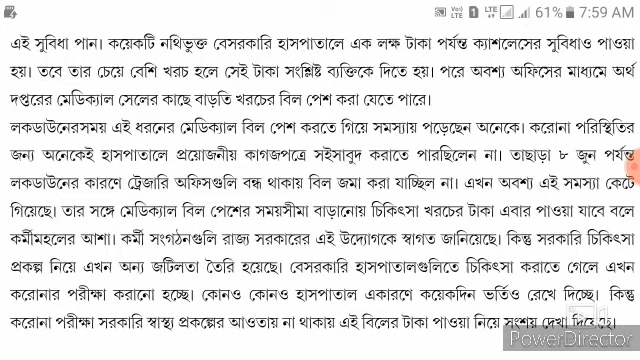 Vo) LTE 1 LTE 61% 7:59 AM
এই সুবিধা পান। কয়েকটি নথিভুক্ত বেসরকারি হাসপাতালে এক লক্ষ টাকা পর্যন্ত ক্যাশলেসের সুবিধাও পাওয়া
হয়। তবে তার চেয়ে বেশি খরচ হলে সেই টাকা সংশ্লিষ্ট ব্যক্তিকে দিতে হয়। পরে অবশ্য অফিসের মাধ্যমে অর্থ
দপ্তরের মেডিক্যাল সেলের কাছে বাড়তি খরচের বিল পেশ করা যেতে পারে।
লকডাউনেরসময় এই ধরনের মেডিক্যাল বিল পেশ করতে গিয়ে সমস্যায় পড়েছেন অনেকে। করোনা পরিস্থিতির
জন্য অনেকেই হাসপাতালে প্রয়োজনীয় কাগজপত্রে সইসাবুদ করাতে পারছিলেন না। তাছাড়া ৮ জুন পর্যন্ত
লকডাউনের কারণে ট্রেজারি অফিসগুলি বন্ধ থাকায় বিল জমা করা যাচ্ছিল না। এখন অবশ্য এই সমস্যা কেটে
গিয়েছে। তার সঙ্গে মেডিক্যাল বিল পেশের সময়সীমা বাড়ানোয় চিকিৎসা খরচের টাকা এবার পাওয়া যাবে বলে
কর্মীমহলের আশা। কর্মী সংগঠনগুলি রাজ্য সরকারের এই উদ্যোগকে স্বাগত জানিয়েছে। কিন্তু সরকারি চিকিৎসা
প্রকল্প নিয়ে এখন অন্য জটিলতা তৈরি হয়েছে। বেসরকারি হাসপাতালগুলিতে চিকিৎসা করাতে গেলে এখন
করোনার পরীক্ষা করানো হচ্ছে। কোনও কোনও হাসপাতাল একারণে কয়েকদিন ভর্তিও রেখে দিচ্ছে। কিন্তু
করোনা পরীক্ষা সরকারি স্বাস্থ্য প্রকল্পের আওতায় না থাকায় এই বিলের টাকা পাওয়া নিয়ে সংশয় দেখা দিয়েছে।
PowerDirector